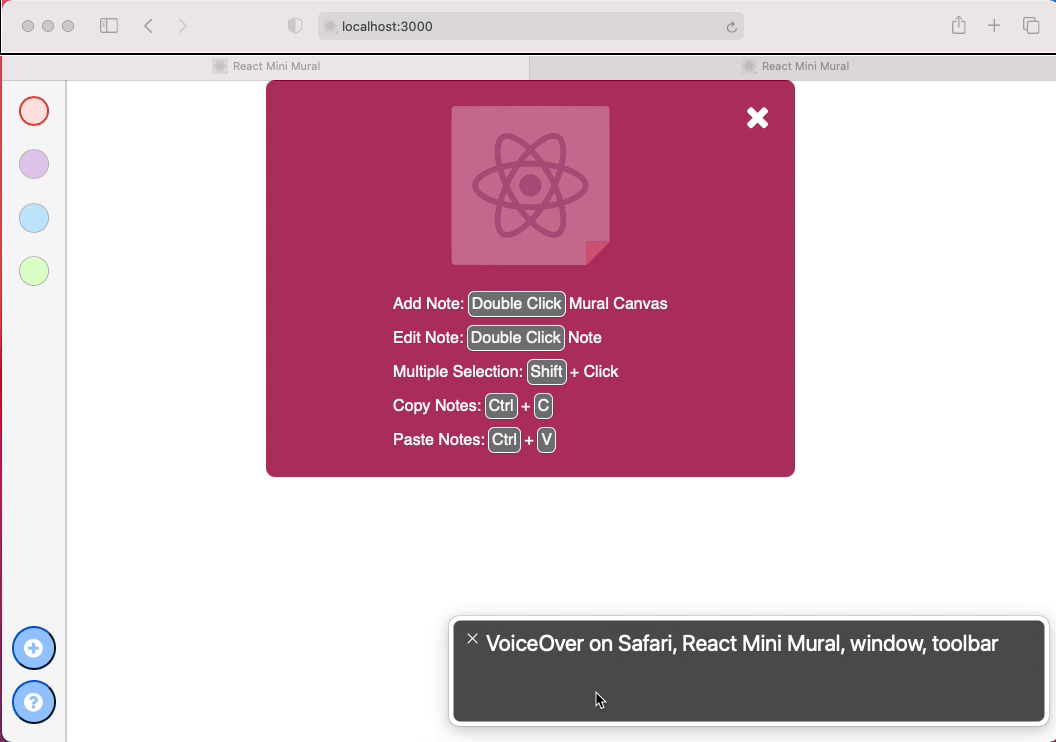 localhost:3000
React Mini Mural
React Mini Mural
Add Note: Double Click Mural Canvas
Edit Note: Double Click Note
Multiple Selection: Shift + Click
Copy Notes: Ctrl + C
Paste Notes: Ctrl + V
VoiceOver on Safari, React Mini Mural, window, toolbar